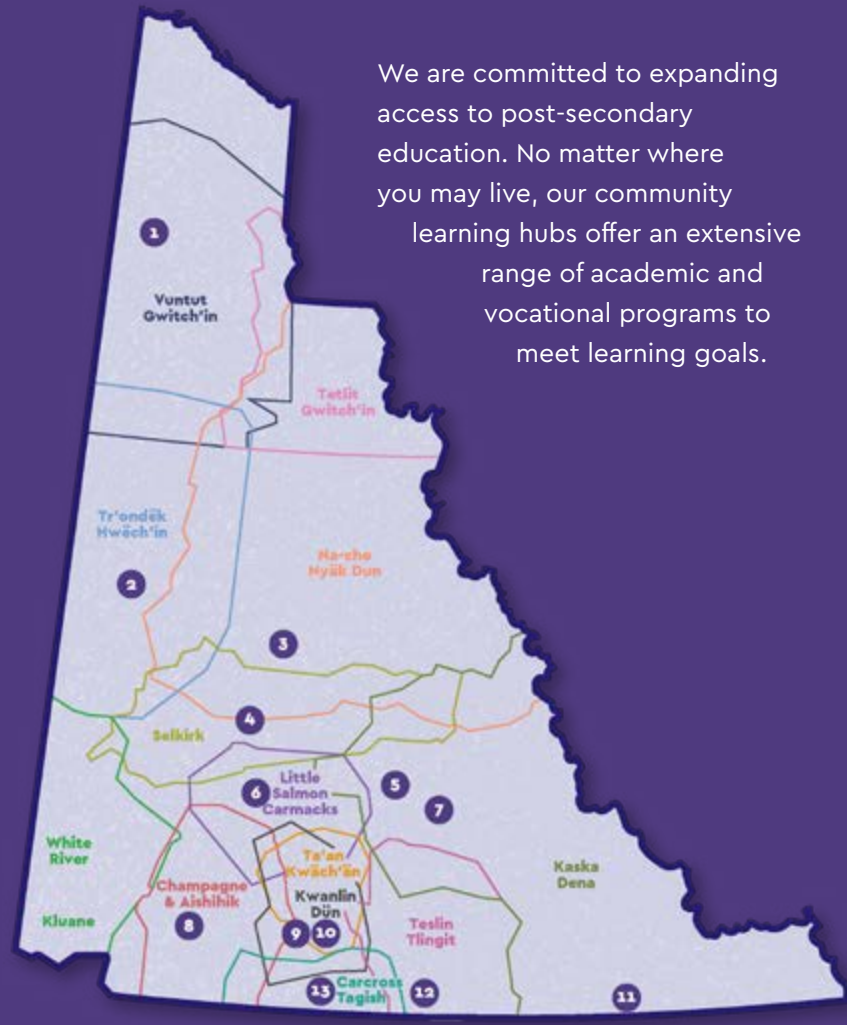 We are committed to expanding
access to post-secondary
education. No matter where
you may live, our community
learning hubs offer an extensive
range of academic and
vocational programs to
meet learning goals.
1
Vuntut
Gwitch'in
Tetlit
Gwitch'in
Tr'ondëk
Hwëch'in
Na-cho
Nyäk Dun
2
3
4
Selkirk
5
6
Little
Salmon
Carmacks
7
White
River
Ta'an
Kwäch'än
Kaska
Dena
Champagne
& Aishihik
Kwanlin
Dün
Kluane
8
9
10
Teslin
Tlingit
13
Carcross
Tagish
12
11